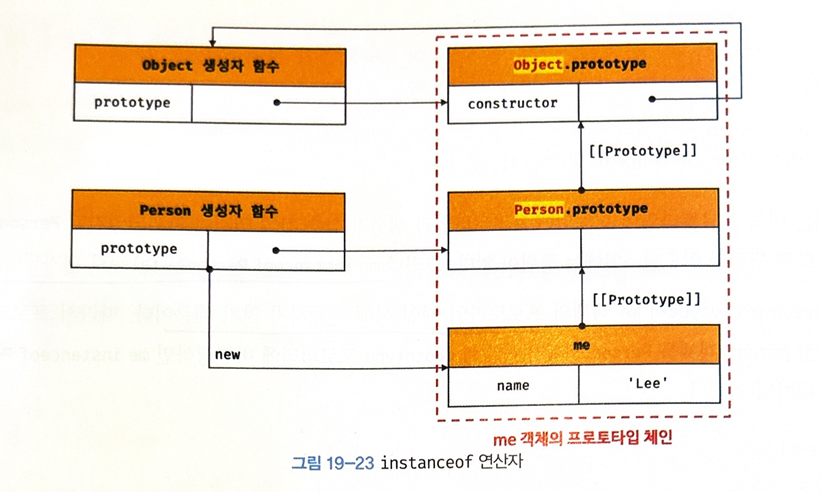 Object 생성자 함수
prototype
Object.prototype
constructor
[[Prototype]]
Person 생성자 함수
prototype
Person.prototype
[[Prototype]]
new
me
name
'Lee'
me 객체의 프로토타입 체인
그림 19-23 instanceof 연산자